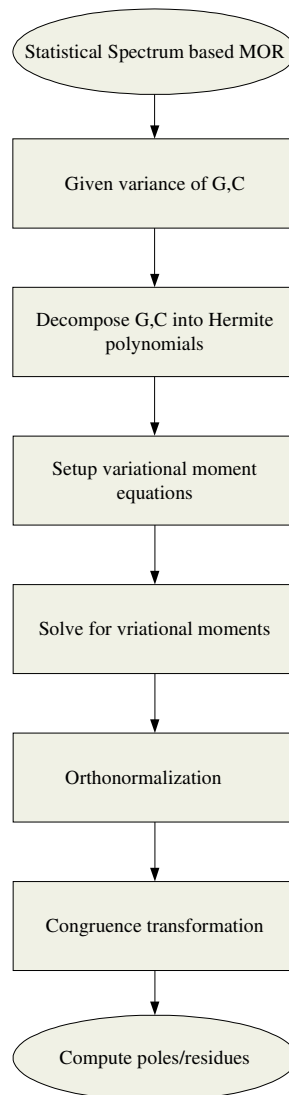 Statistical Spectrum based MOR
Given variance of G,C
Decompose G,C into Hermite
polynomials
Setup variational moment
equations
Solve for vriational moments
Orthonormalization
Congruence transformation
Compute poles/residues